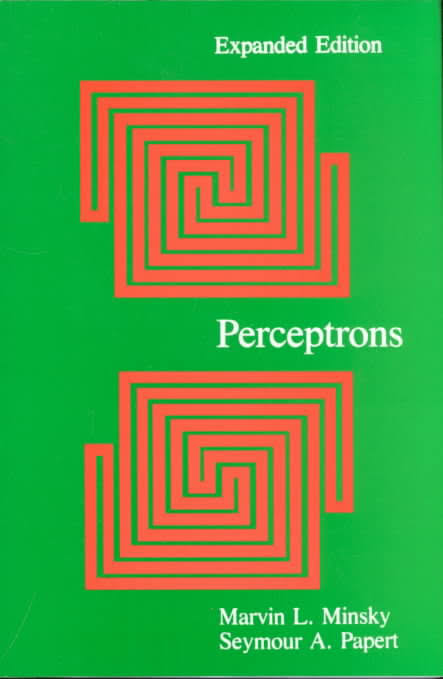 Expanded Edition
Perceptrons
Marvin L. Minsky
Seymour A. Papert